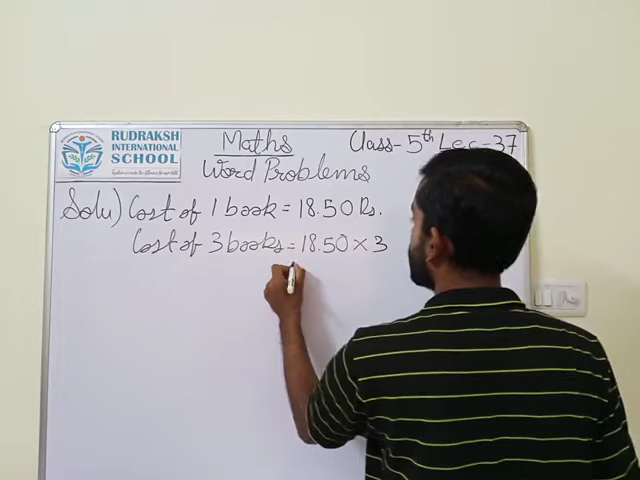 RUDRAKSH
INTERNATIONAL
SCHOOL
Maths
Class-5th Lec-37
Word Problems
Solu) Cost of 1 book = 18.50 Rs.
Cost of 3 books = 18.50 × 3